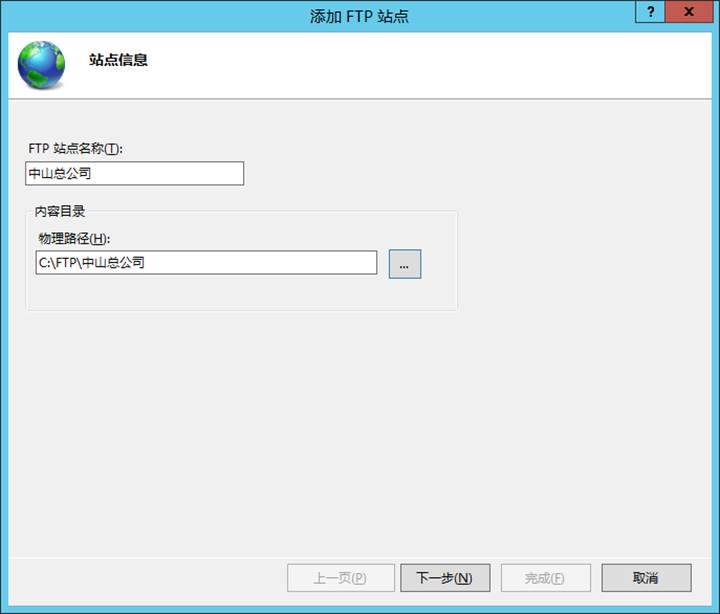 添加 FTP 站点
?
x
站点信息
FTP 站点名称(T):
中山总公司
内容目录
物理路径(H):
C:\FTP\中山总公司
...
上一页(P) 下一步(N) 完成(F) 取消